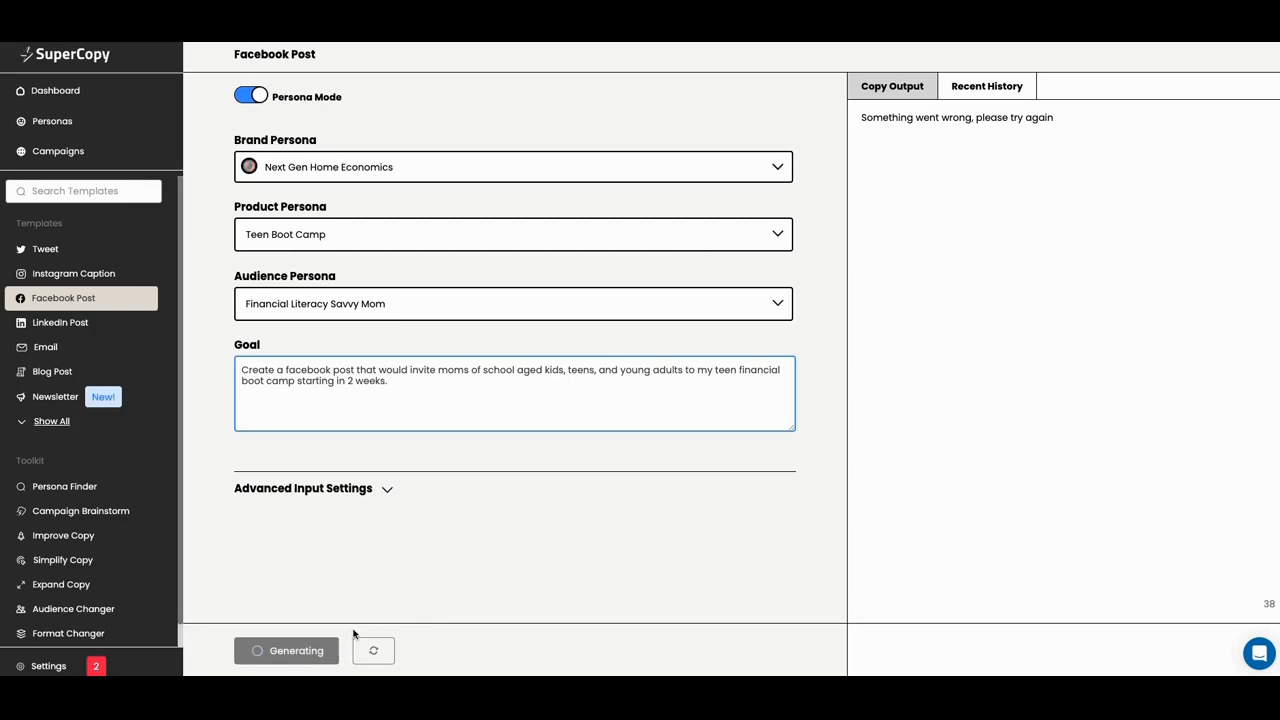 SuperCopy
Dashboard
Personas
Campaigns
Search Templates
Templates
Tweet
Instagram Caption
Facebook Post
LinkedIn Post
Email
Blog Post
Newsletter New!
Show All
Toolkit
Persona Finder
Campaign Brainstorm
Improve Copy
Simplify Copy
Expand Copy
Audience Changer
Format Changer
Settings 2
Facebook Post
Persona Mode
Brand Persona
Next Gen Home Economics
Product Persona
Teen Boot Camp
Audience Persona
Financial Literacy Savvy Mom
Goal
Create a facebook post that would invite moms of school aged kids, teens, and young adults to my teen financial
boot camp starting in 2 weeks.
Advanced Input Settings
Generating
Copy Output Recent History
Something went wrong, please try again
38